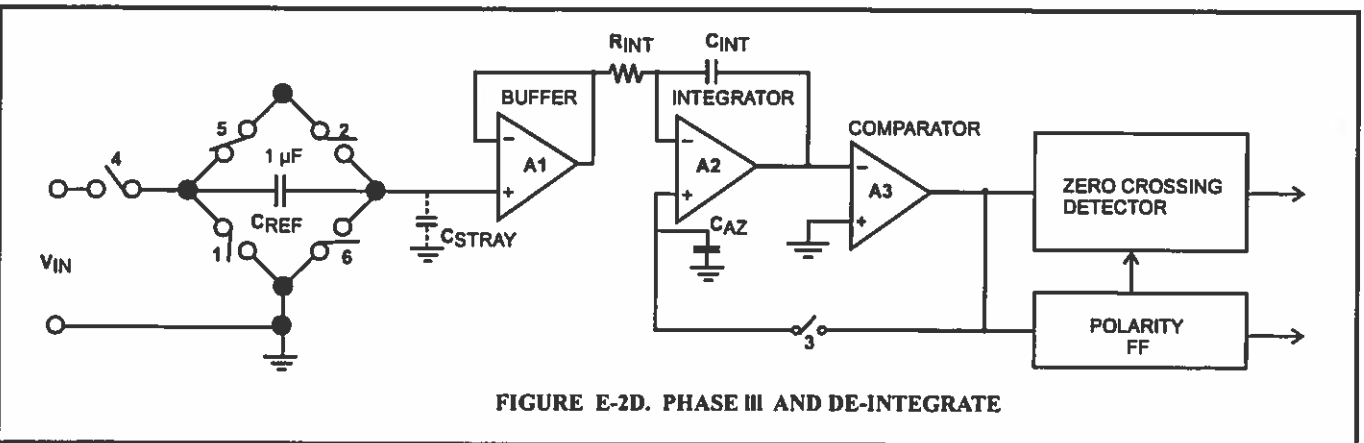 RINT
CINT
BUFFER
INTEGRATOR
COMPARATOR
5
2
4
1 µF
CREF
1
6
A1
A2
A3
−
+
−
+
−
+
CSTRAY
CAZ
VIN
3
ZERO CROSSING
DETECTOR
POLARITY
FF
FIGURE E-2D. PHASE III AND DE-INTEGRATE